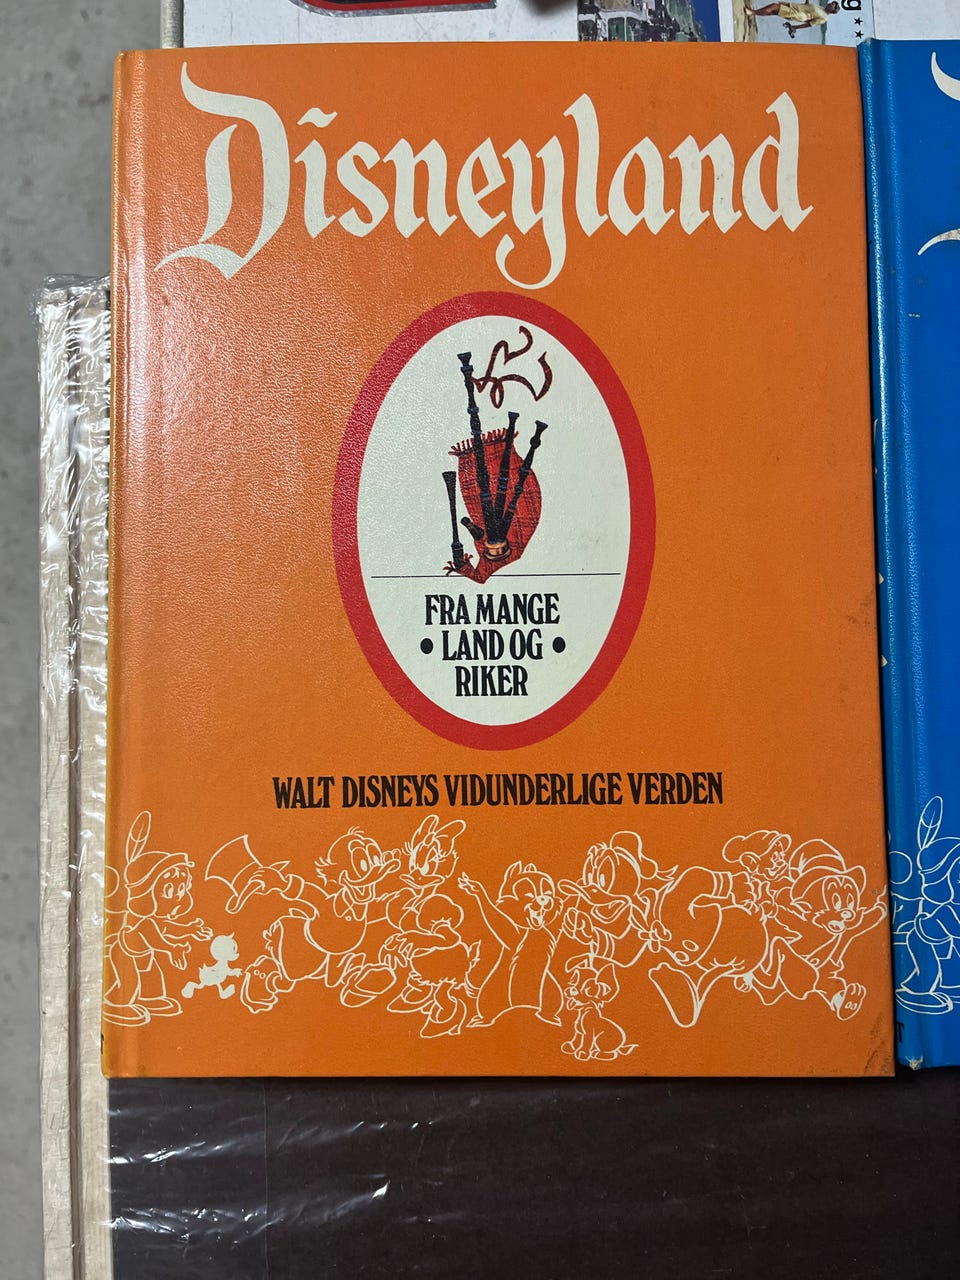 Disneyland
FRA MANGE
• LAND OG •
RIKER
WALT DISNEYS VIDUNDERLIGE VERDEN